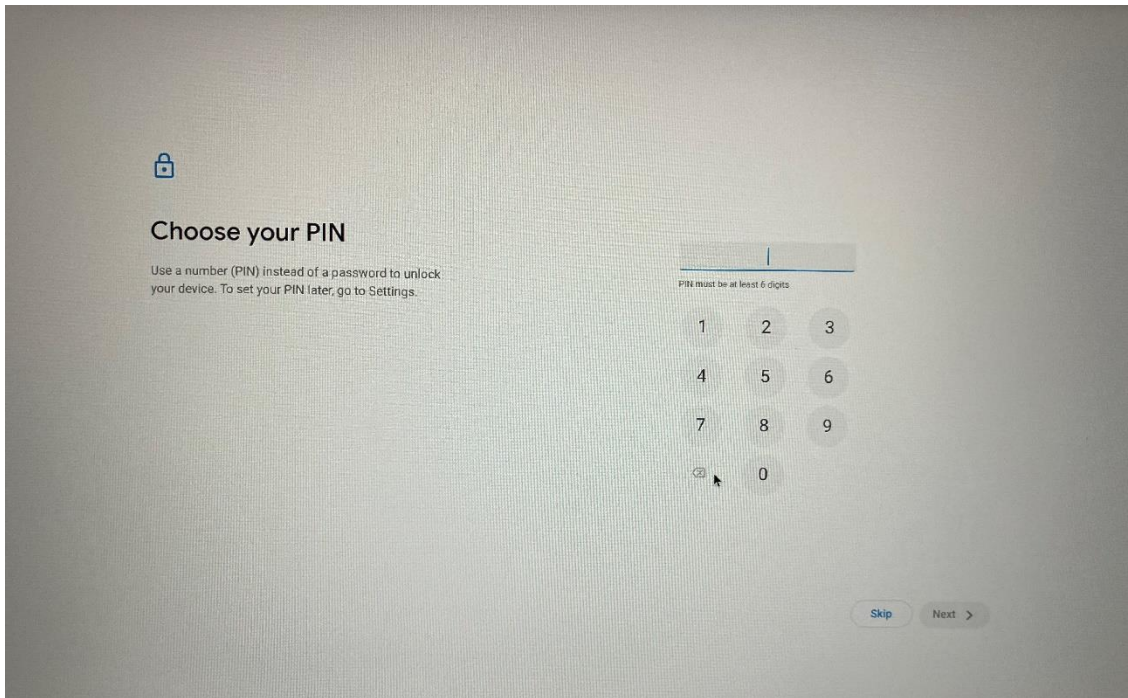 Choose your PIN
Use a number (PIN) instead of a password to unlock
your device. To set your PIN later, go to Settings.
PIN must be at least 6 digits
1 2 3
4 5 6
7 8 9
0
Skip Next